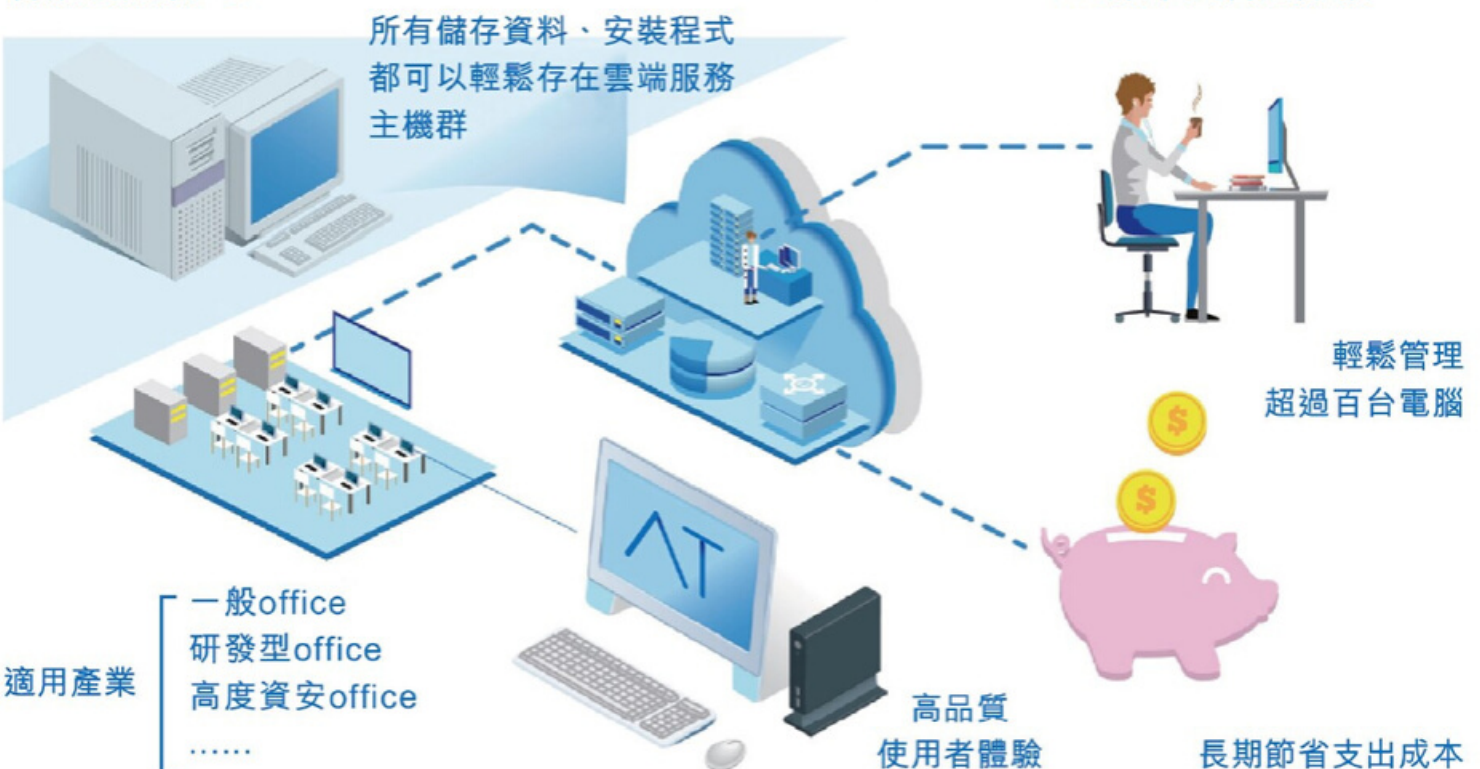 所有儲存資料、安裝程式
都可以輕鬆存在雲端服務
主機群
輕鬆管理
超過百台電腦
$
$
AT
適用產業
一般office
研發型office
高度資安office
......
高品質
使用者體驗
長期節省支出成本